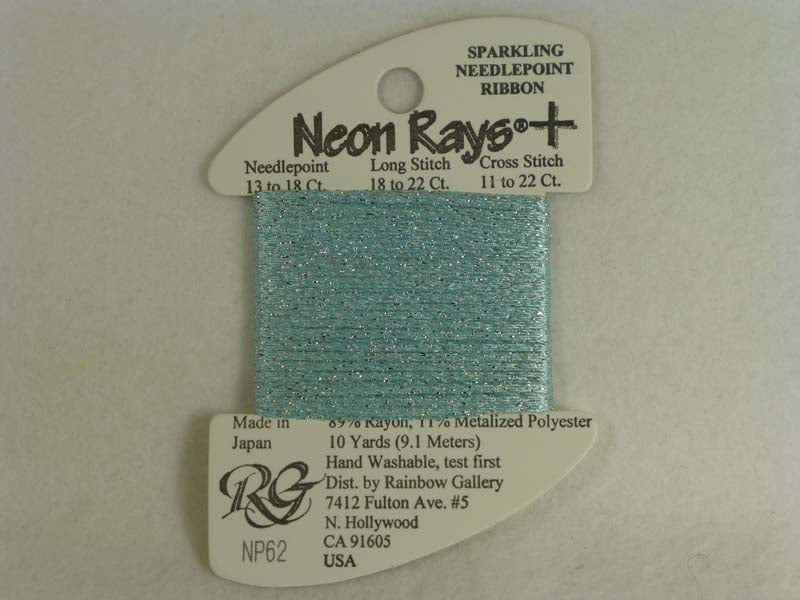 SPARKLING
NEEDLEPOINT
RIBBON
Neon Rays®+
Needlepoint Long Stitch Cross Stitch
13 to 18 Ct. 18 to 22 Ct. 11 to 22 Ct.
Made in 89% Rayon, 11% Metalized Polyester
Japan 10 Yards (9.1 Meters)
Hand Washable, test first
RG Dist. by Rainbow Gallery
7412 Fulton Ave. #5
N. Hollywood
NP62 CA 91605
USA